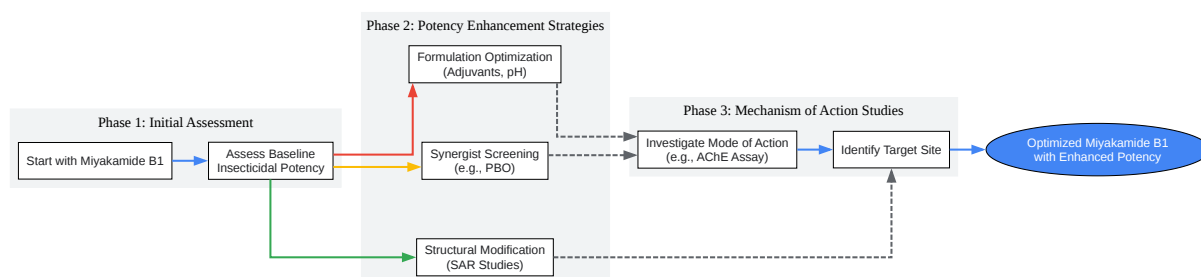 Phase 1: Initial Assessment
Start with Miyakamide B1
Assess Baseline
Insecticidal Potency
Phase 2: Potency Enhancement Strategies
Formulation Optimization
(Adjuvants, pH)
Synergist Screening
(e.g., PBO)
Structural Modification
(SAR Studies)
Phase 3: Mechanism of Action Studies
Investigate Mode of Action
(e.g., AChE Assay)
Identify Target Site
Optimized Miyakamide B1
with Enhanced Potency